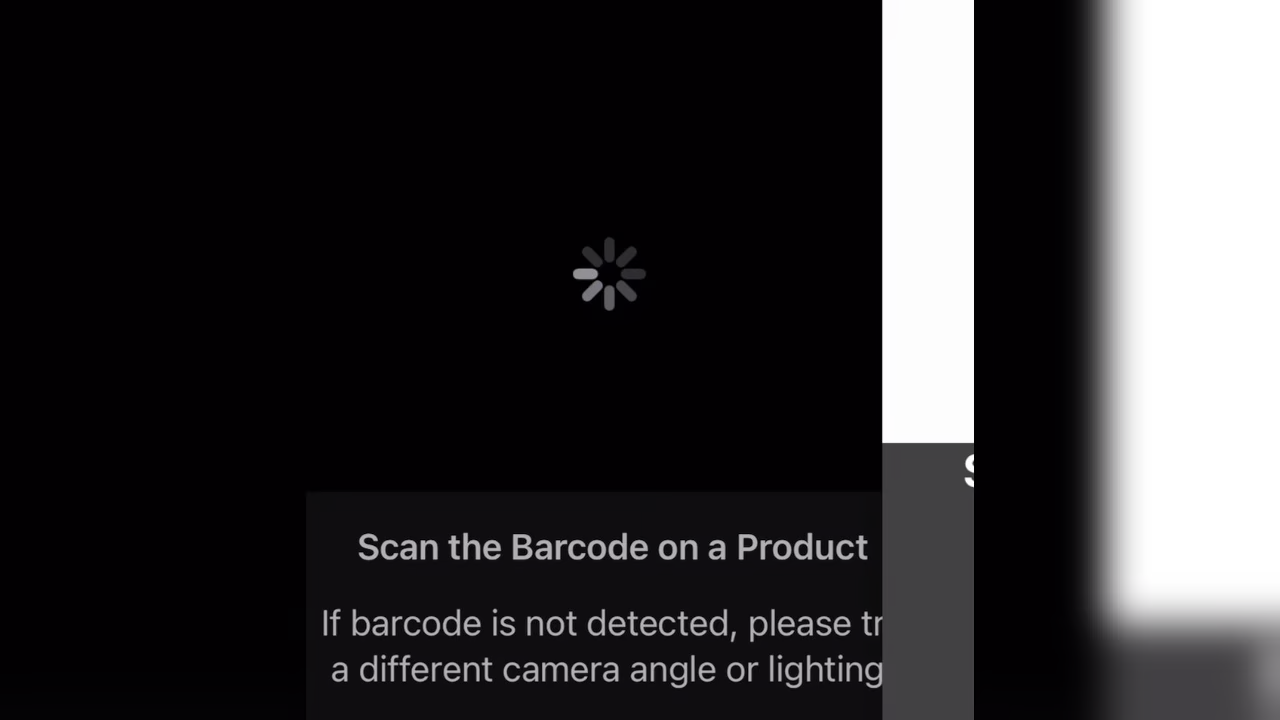 Scan the Barcode on a Product
If barcode is not detected, please tr
a different camera angle or lighting
S